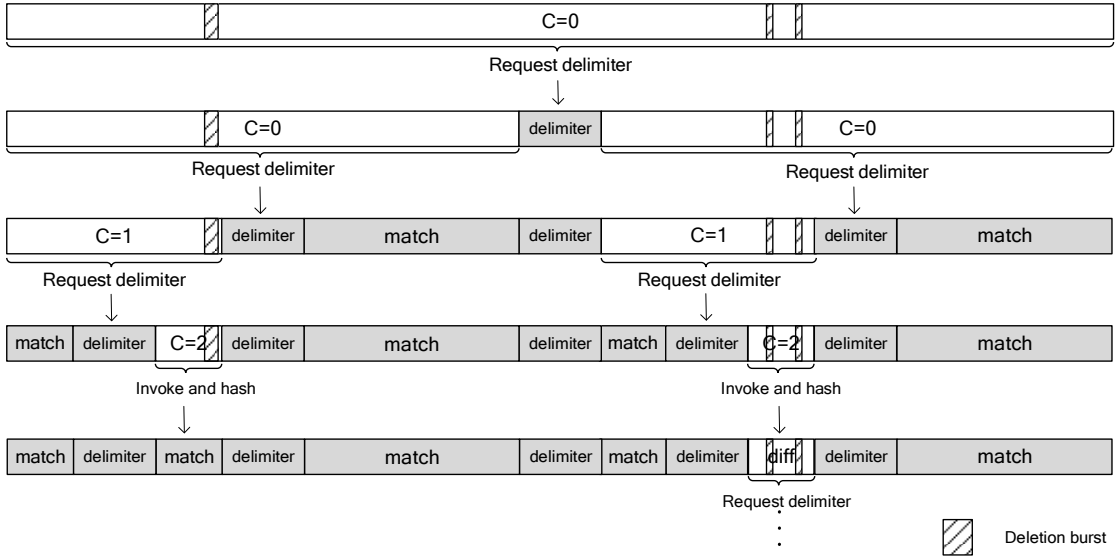 C=0
Request delimiter
C=0 delimiter C=0
Request delimiter Request delimiter
C=1 delimiter match delimiter C=1 delimiter match
Request delimiter Request delimiter
match delimiter C=2 delimiter match delimiter match delimiter C=2 delimiter match
Invoke and hash Invoke and hash
match delimiter match delimiter match delimiter match delimiter diff delimiter match
Request delimiter
Deletion burst